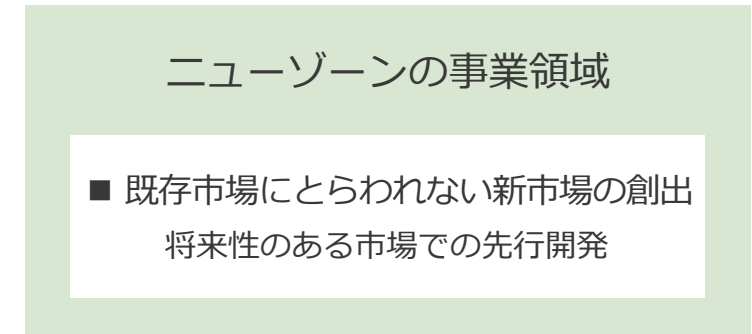 ニューゾーンの事業領域
■ 既存市場にとらわれない新市場の創出
将来性のある市場での先行開発